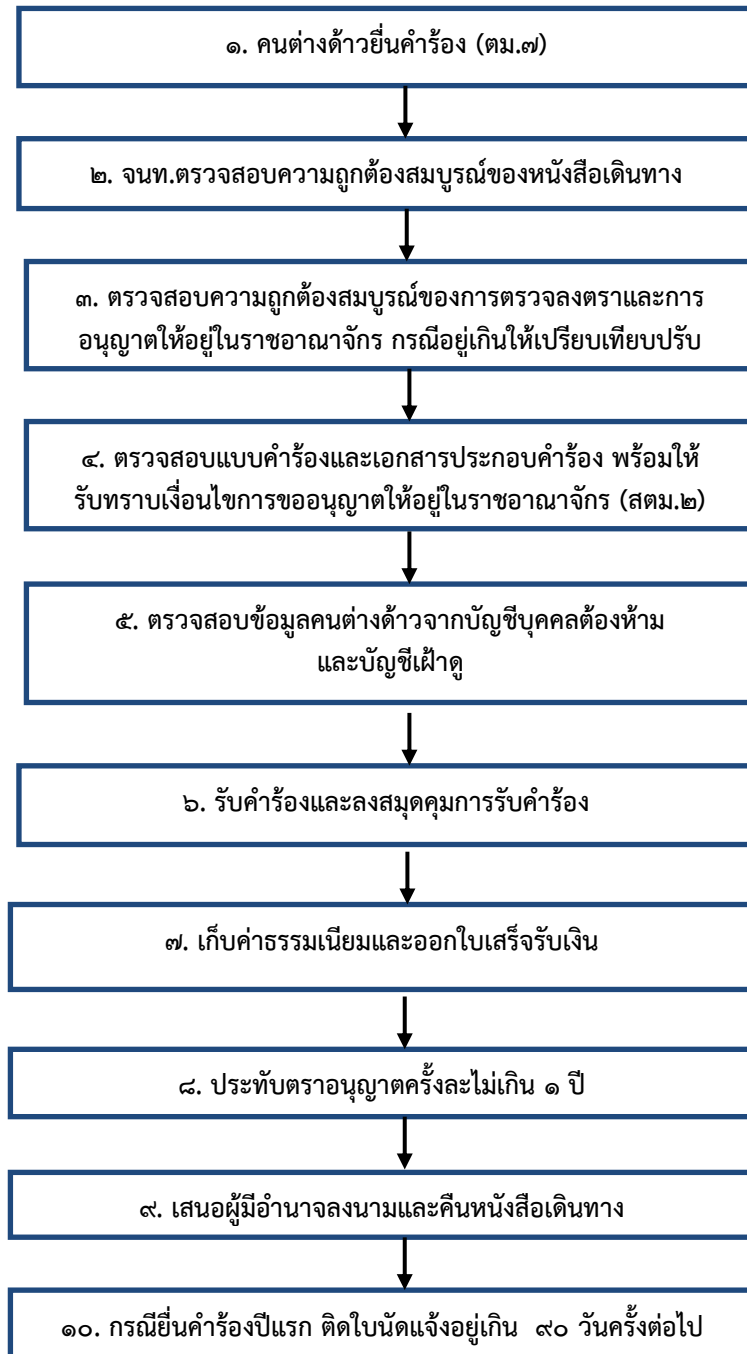 ๑. คนต่างด้าวยื่นคำร้อง (ตม.๗)
๒. จนท.ตรวจสอบความถูกต้องสมบูรณ์ของหนังสือเดินทาง
๓. ตรวจสอบความถูกต้องสมบูรณ์ของการตรวจลงตราและการ
อนุญาตให้อยู่ในราชอาณาจักร กรณีอยู่เกินให้เปรียบเทียบปรับ
๔. ตรวจสอบแบบคำร้องและเอกสารประกอบคำร้อง พร้อมให้
รับทราบเงื่อนไขการขออนุญาตให้อยู่ในราชอาณาจักร (สตม.๒)
๕. ตรวจสอบข้อมูลคนต่างด้าวจากบัญชีบุคคลต้องห้าม
และบัญชีเฝ้าดู
๖. รับคำร้องและลงสมุดคุมการรับคำร้อง
๗. เก็บค่าธรรมเนียมและออกใบเสร็จรับเงิน
๘. ประทับตราอนุญาตครั้งละไม่เกิน ๑ ปี
๙. เสนอผู้มีอำนาจลงนามและคืนหนังสือเดินทาง
๑๐. กรณียื่นคำร้องปีแรก ติดใบนัดแจ้งอยู่เกิน ๙๐ วันครั้งต่อไป